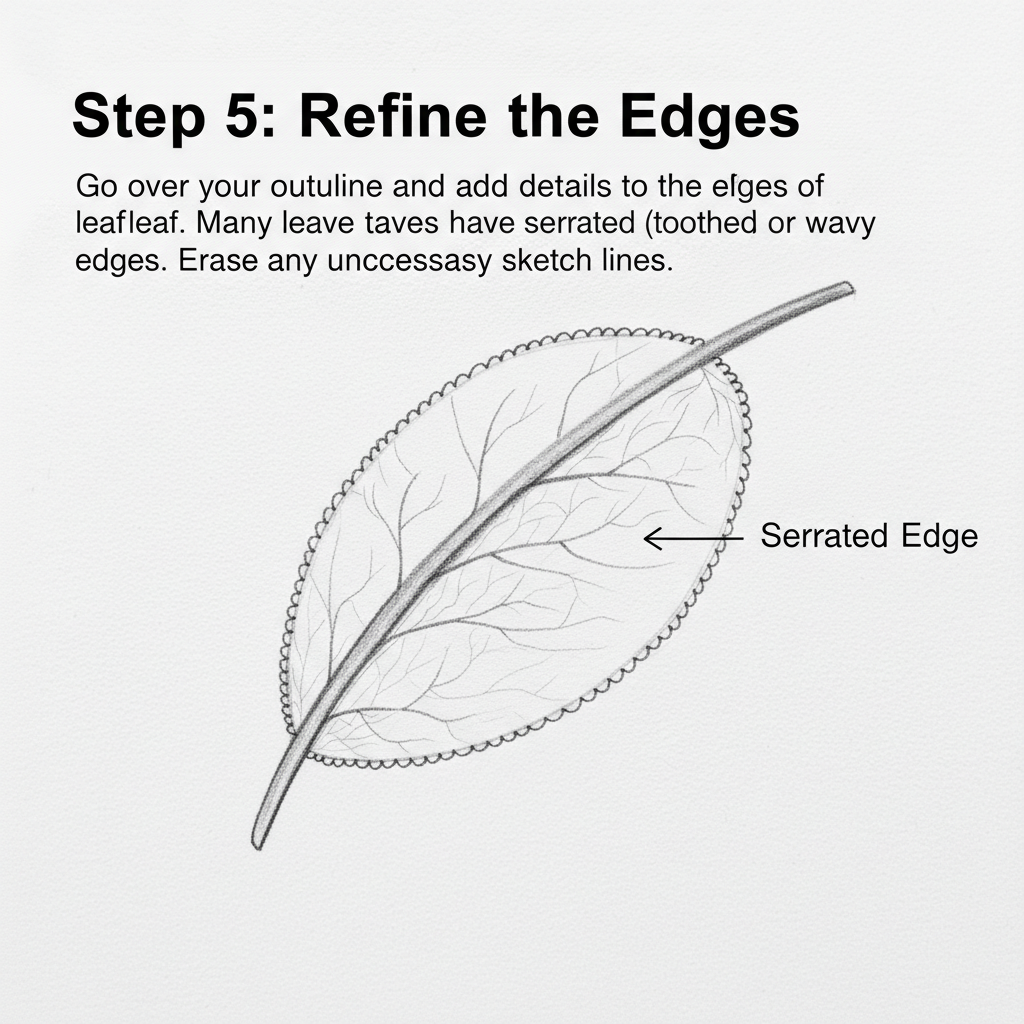 Step 5: Refine the Edges
Go over your outuline and add details to the efges of
leafleaf. Many leave taves have serrated (toothed or wavy
edges. Erase any unccessasy sketch lines.
Serrated Edge